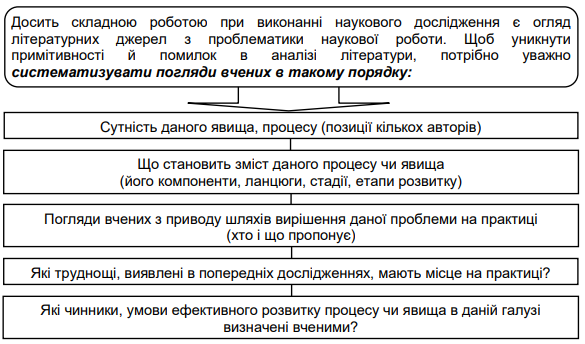 Досить складною роботою при виконанні наукового дослідження є огляд
літературних джерел з проблематики наукової роботи. Щоб уникнути
примітивності й помилок в аналізі літератури, потрібно уважно
систематизувати погляди вчених в такому порядку:
Сутність даного явища, процесу (позиції кількох авторів)
Що становить зміст даного процесу чи явища
(його компоненти, ланцюги, стадії, етапи розвитку)
Погляди вчених з приводу шляхів вирішення даної проблеми на практиці
(хто і що пропонує)
Які труднощі, виявлені в попередніх дослідженнях, мають місце на практиці?
Які чинники, умови ефективного розвитку процесу чи явища в даній галузі
визначені вченими?